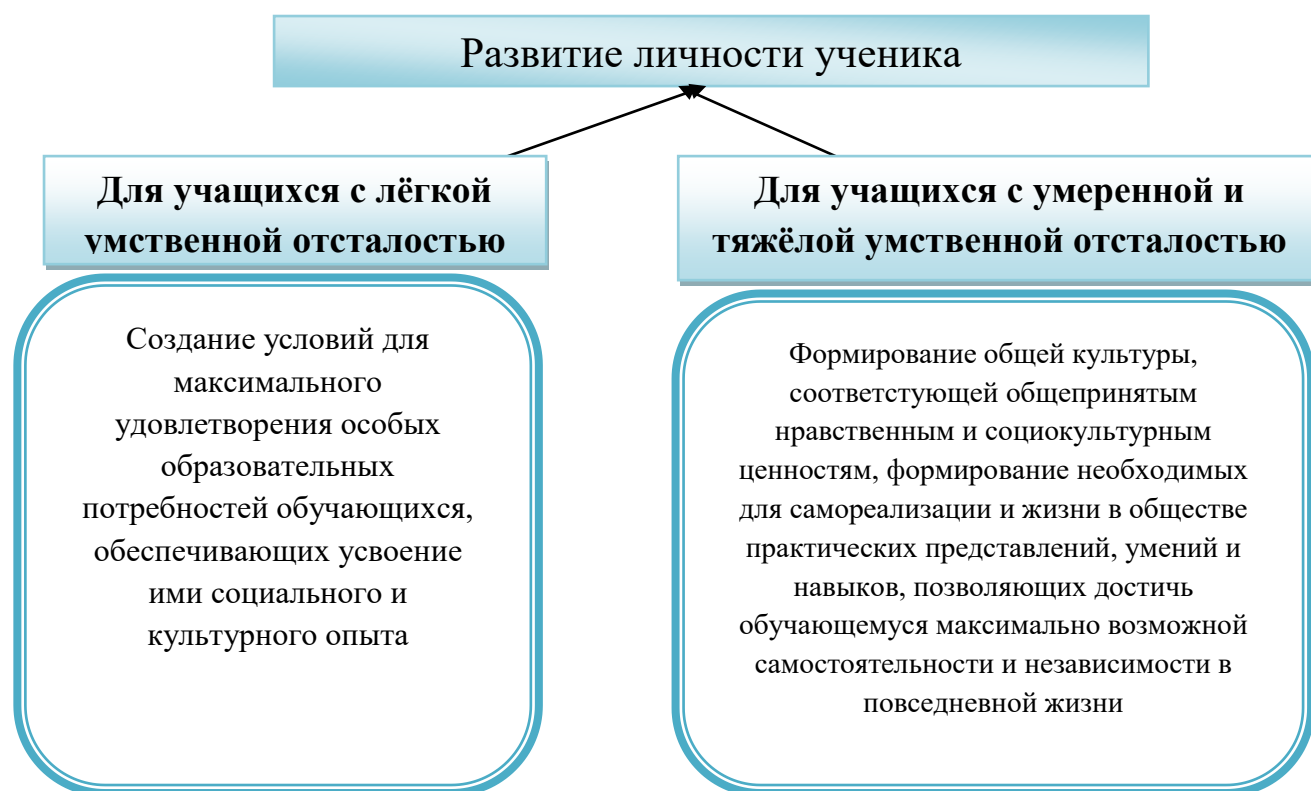 Развитие личности ученика
Для учащихся с лёгкой
умственной отсталостью
Создание условий для
максимального
удовлетворения особых
образовательных
потребностей обучающихся,
обеспечивающих усвоение
ими социального и
культурного опыта
Для учащихся с умеренной и
тяжёлой умственной отсталостью
Формирование общей культуры,
соответстующей общепринятым
нравственным и социокультурным
ценностям, формирование необходимых
для самореализации и жизни в обществе
практических представлений, умений и
навыков, позволяющих достичь
обучающемуся максимально возможной
самостоятельности и независимости в
повседневной жизни